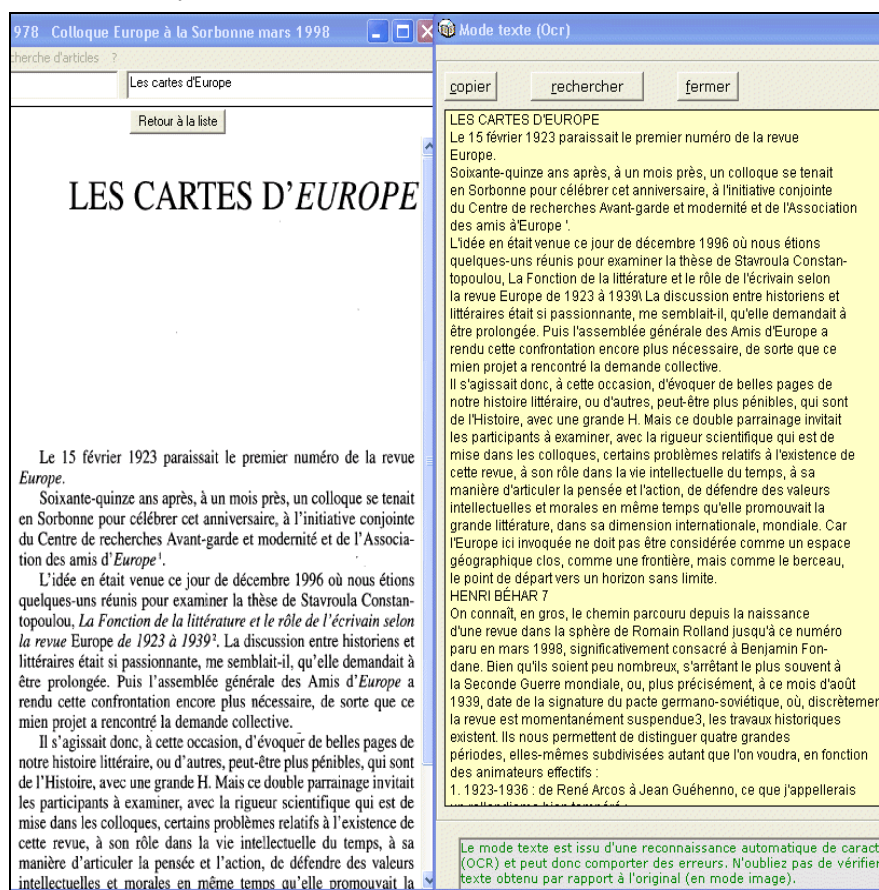 978 Colloque Europe à la Sorbonne mars 1998
cherche d'articles ?
Les cartes d'Europe
Retour à la liste
LES CARTES D'EUROPE
Le 15 février 1923 paraissait le premier numéro de la revue
Europe.
Soixante-quinze ans après, à un mois près, un colloque se tenait
en Sorbonne pour célébrer cet anniversaire, à l'initiative conjointe
du Centre de recherches Avant-garde et modernité et de l'Associa-
tion des amis d'Europe¹.
L'idée en était venue ce jour de décembre 1996 où nous étions
quelques-uns réunis pour examiner la thèse de Stavroula Constan-
topoulou, La Fonction de la littérature et le rôle de l'écrivain selon
la revue Europe de 1923 à 1939². La discussion entre historiens et
littéraires était si passionnante, me semblait-il, qu'elle demandait à
être prolongée. Puis l'assemblée générale des Amis d'Europe a
rendu cette confrontation encore plus nécessaire, de sorte que ce
mien projet a rencontré la demande collective.
Il s'agissait donc, à cette occasion, d'évoquer de belles pages de
notre histoire littéraire, ou d'autres, peut-être plus pénibles, qui sont
de l'Histoire, avec une grande H. Mais ce double parrainage invitait
les participants à examiner, avec la rigueur scientifique qui est de
mise dans les colloques, certains problèmes relatifs à l'existence de
cette revue, à son rôle dans la vie intellectuelle du temps, à sa
manière d'articuler la pensée et l'action, de défendre des valeurs
intellectuelles et morales en même temps qu'elle promouvait la
Mode texte (Ocr)
copier
rechercher
fermer
LES CARTES D'EUROPE
Le 15 février 1923 paraissait le premier numéro de la revue
Europe.
Soixante-quinze ans après, à un mois près, un colloque se tenait
en Sorbonne pour célébrer cet anniversaire, à l'initiative conjointe
du Centre de recherches Avant-garde et modernité et de l'Association
des amis à'Europe '.
L'idée en était venue ce jour de décembre 1996 où nous étions
quelques-uns réunis pour examiner la thèse de Stavroula Constan-
topoulou, La Fonction de la littérature et le rôle de l'écrivain selon
la revue Europe de 1923 à 1939\ La discussion entre historiens et
littéraires était si passionnante, me semblait-il, qu'elle demandait à
être prolongée. Puis l'assemblée générale des Amis d'Europe a
rendu cette confrontation encore plus nécessaire, de sorte que ce
mien projet a rencontré la demande collective.
Il s'agissait donc, à cette occasion, d'évoquer de belles pages de
notre histoire littéraire, ou d'autres, peut-être plus pénibles, qui sont
de l'Histoire, avec une grande H. Mais ce double parrainage invitait
les participants à examiner, avec la rigueur scientifique qui est de
mise dans les colloques, certains problèmes relatifs à l'existence de
cette revue, à son rôle dans la vie intellectuelle du temps, à sa
manière d'articuler la pensée et l'action, de défendre des valeurs
intellectuelles et morales en même temps qu'elle promouvait la
grande littérature, dans sa dimension internationale, mondiale. Car
l'Europe ici invoquée ne doit pas être considérée comme un espace
géographique clos, comme une frontière, mais comme le berceau,
le point de départ vers un horizon sans limite.
HENRI BÉHAR 7
On connaît, en gros, le chemin parcouru depuis la naissance
d'une revue dans la sphère de Romain Rolland jusqu'à ce numéro
paru en mars 1998, significativement consacré à Benjamin Fon-
dane. Bien qu'ils soient peu nombreux, s'arrêtant le plus souvent à
la Seconde Guerre mondiale, ou, plus précisément, à ce mois d'août
1939, date de la signature du pacte germano-soviétique, où, discrètemer
la revue est momentanément suspendue3, les travaux historiques
existent. Ils nous permettent de distinguer quatre grandes
périodes, elles-mêmes subdivisées autant que l'on voudra, en fonction
des animateurs effectifs :
1. 1923-1936 : de René Arcos à Jean Guéhenno, ce que j'appellerais
Le mode texte est issu d'une reconnaissance automatique de caract
(OCR) et peut donc comporter des erreurs. N'oubliez pas de vérifier
texte obtenu par rapport à l'original (en mode image).